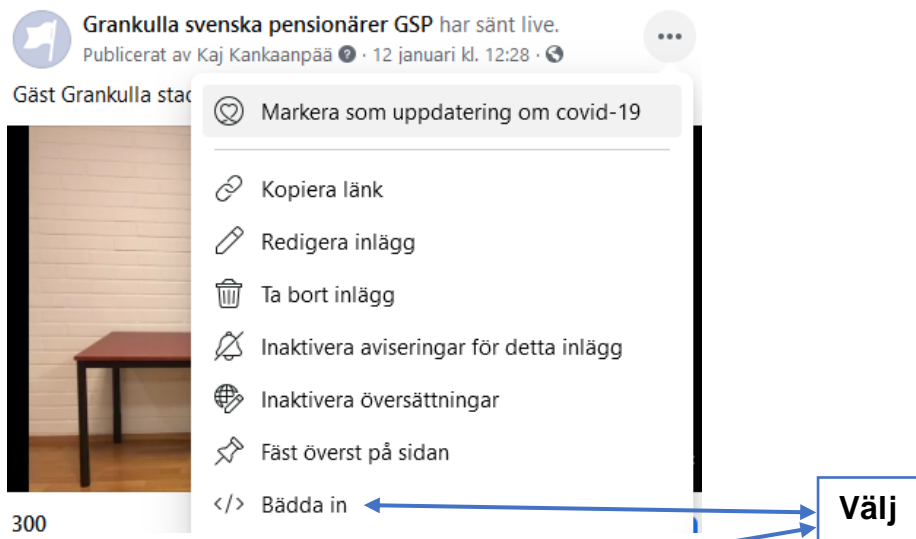 Grankulla svenska pensionärer GSP har sänt live.
Publicerat av Kaj Kankaanpää · 12 januari kl. 12:28 ·
Gäst Grankulla
Markera som uppdatering om covid-19
Kopiera länk
Redigera inlägg
Ta bort inlägg
Inaktivera aviseringar för detta inlägg
Inaktivera översättningar
Fäst överst på sidan
</> Bädda in
Välj
300